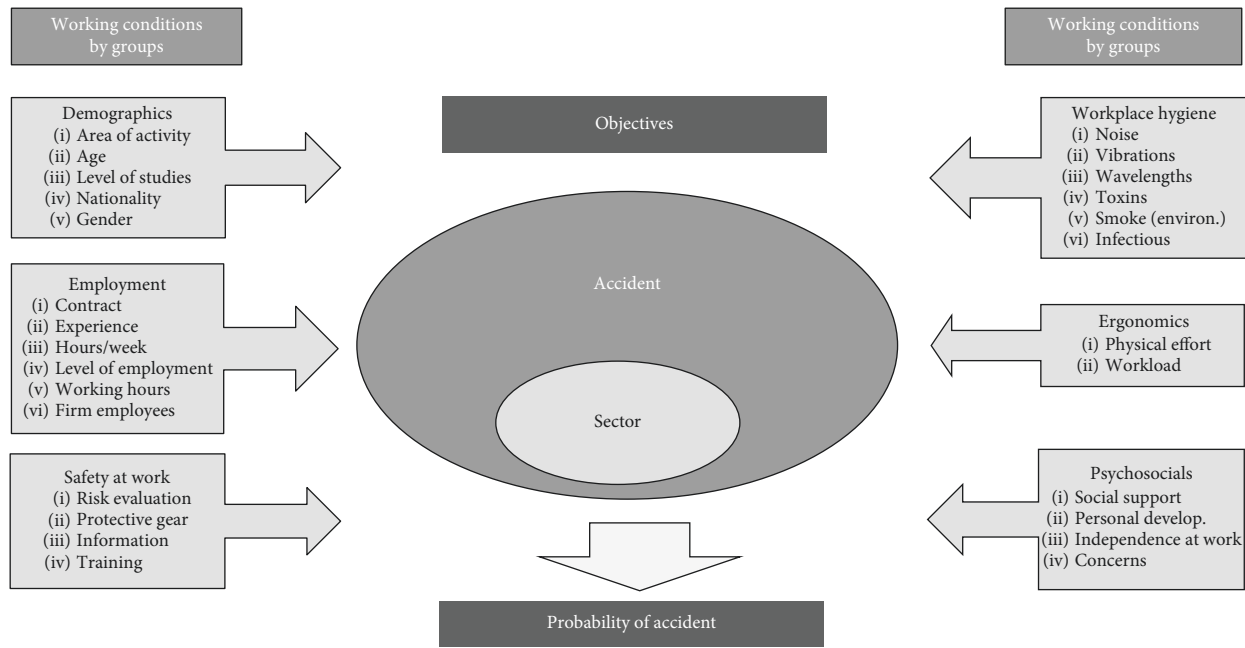 Working conditions
by groups
Demographics
(i) Area of activity
(ii) Age
(iii) Level of studies
(iv) Nationality
(v) Gender
Employment
(i) Contract
(ii) Experience
(iii) Hours/week
(iv) Level of employment
(v) Working hours
(vi) Firm employees
Safety at work
(i) Risk evaluation
(ii) Protective gear
(iii) Information
(iv) Training
Objectives
Accident
Sector
Probability of accident
Working conditions
by groups
Workplace hygiene
(i) Noise
(ii) Vibrations
(iii) Wavelengths
(iv) Toxins
(v) Smoke (environ.)
(vi) Infectious
Ergonomics
(i) Physical effort
(ii) Workload
Psychosocials
(i) Social support
(ii) Personal develop.
(iii) Independence at work
(iv) Concerns